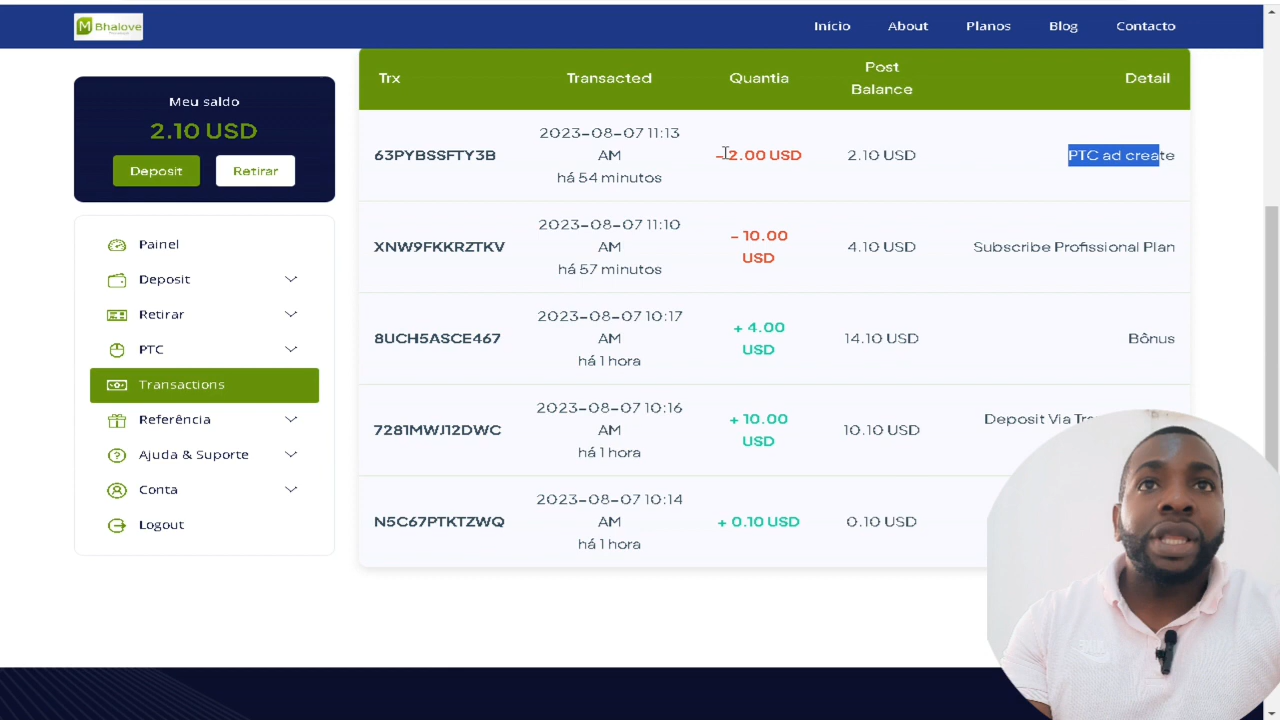 M Bhalove
Inicio
About
Planos
Blog
Contacto
Meu saldo
2.10 USD
Deposit
Retirar
Painel
Deposit
Retirar
PTC
Transactions
Referência
Ajuda & Suporte
Conta
Logout
Trx
Transacted
Quantia
Post
Balance
Detail
63PYBSSFTY3B
2023-08-07 11:13
AM
há 54 minutos
- 2.00 USD
2.10 USD
PTC ad create
XNW9FKKRZTKV
2023-08-07 11:10
AM
há 57 minutos
- 10.00
USD
4.10 USD
Subscribe Profissional Plan
8UCH5ASCE467
2023-08-07 10:17
AM
há 1 hora
+ 4.00
USD
14.10 USD
Bônus
7281MWJ12DWC
2023-08-07 10:16
AM
há 1 hora
+ 10.00
USD
10.10 USD
Deposit Via
N5C67PTKTZWQ
2023-08-07 10:14
AM
há 1 hora
+ 0.10 USD
0.10 USD